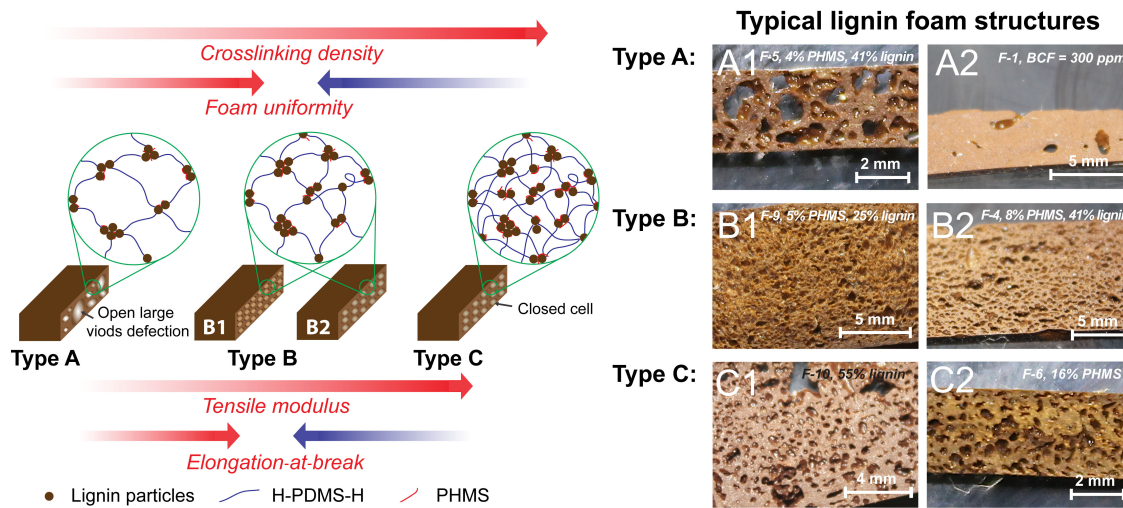 Crosslinking density
Foam uniformity
Open large
viods defection
B1
B2
Closed cell
Type A
Type B
Type C
Tensile modulus
Elongation-at-break
Lignin particles
H-PDMS-H
PHMS
Typical lignin foam structures
Type A:
A1
F-5, 4% PHMS, 41% lignin
2 mm
A2
F-1, BCF = 300 ppm
5 mm
Type B:
B1
F-9, 5% PHMS, 25% lignin
5 mm
B2
F-4, 8% PHMS, 41% lignin
5 mm
Type C:
C1
F-10, 55% lignin
4 mm
C2
F-6, 16% PHMS
2 mm